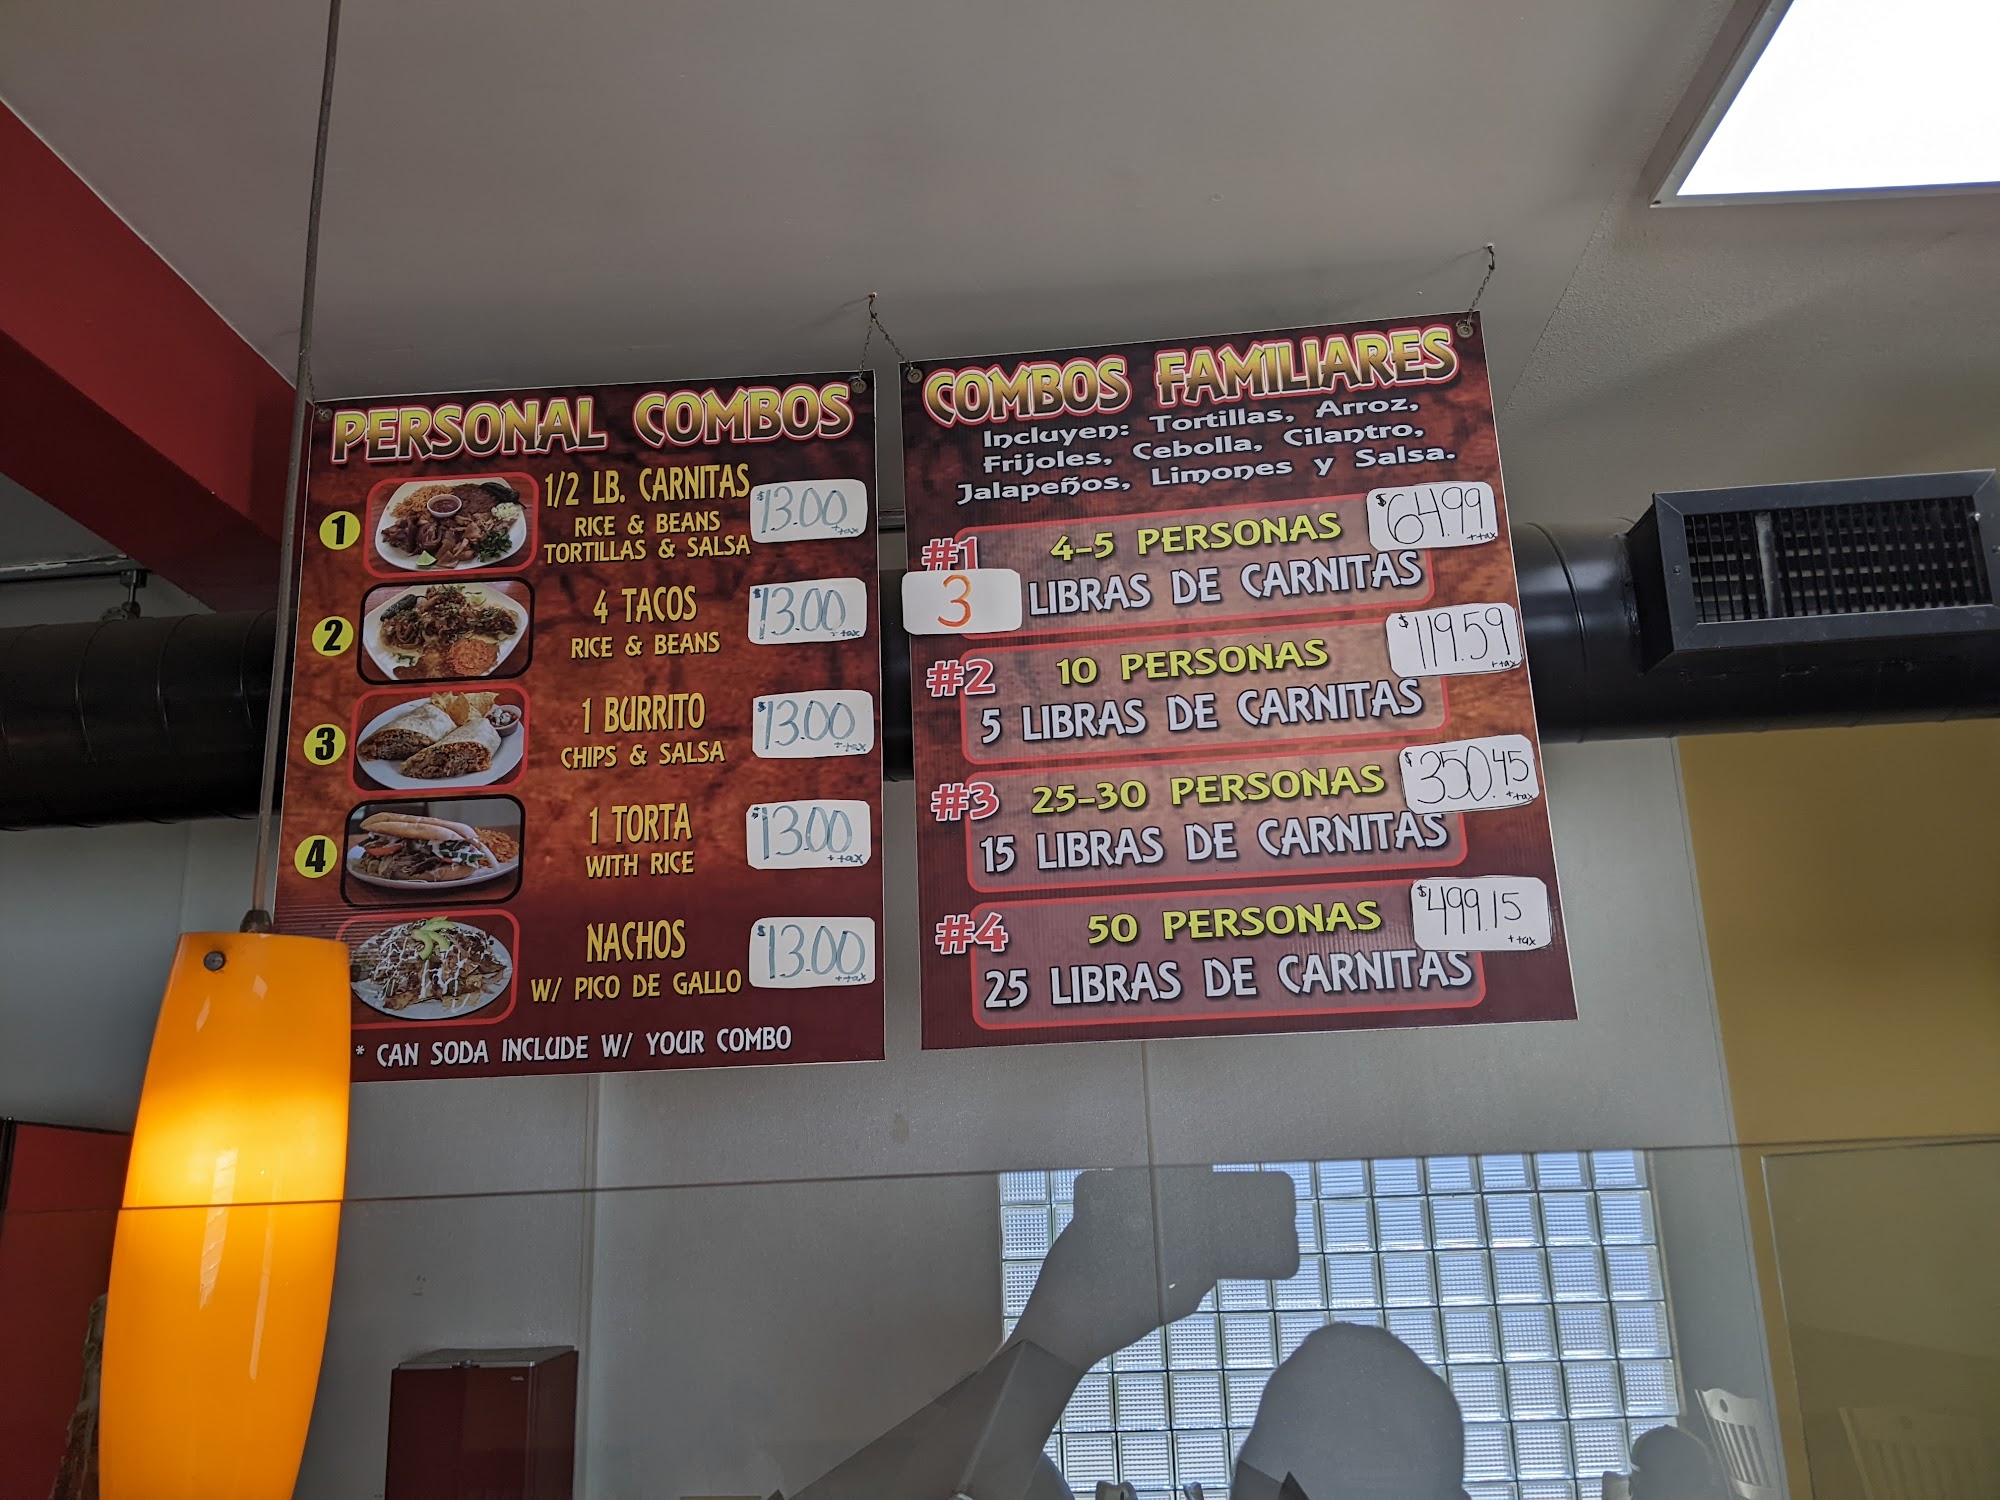 PERSONAL COMBOS
1
1/2 LB. CARNITAS
RICE & BEANS
TORTILLAS & SALSA
$13.00
+tax
2
4 TACOS
RICE & BEANS
$13.00
+tax
3
1 BURRITO
CHIPS & SALSA
$13.00
+tax
4
1 TORTA
WITH RICE
$13.00
+tax
NACHOS
W/ PICO DE GALLO
$13.00
+tax
* CAN SODA INCLUDE W/ YOUR COMBO
COMBOS FAMILIARES
Incluyen: Tortillas, Arroz,
Frijoles, Cebolla, Cilantro,
Jalapeños, Limones y Salsa.
#1
4-5 PERSONAS
$64.99
+tax
3 LIBRAS DE CARNITAS
#2
10 PERSONAS
$119.59
+tax
5 LIBRAS DE CARNITAS
#3
25-30 PERSONAS
$350.45
+tax
15 LIBRAS DE CARNITAS
#4
50 PERSONAS
$499.15
+tax
25 LIBRAS DE CARNITAS